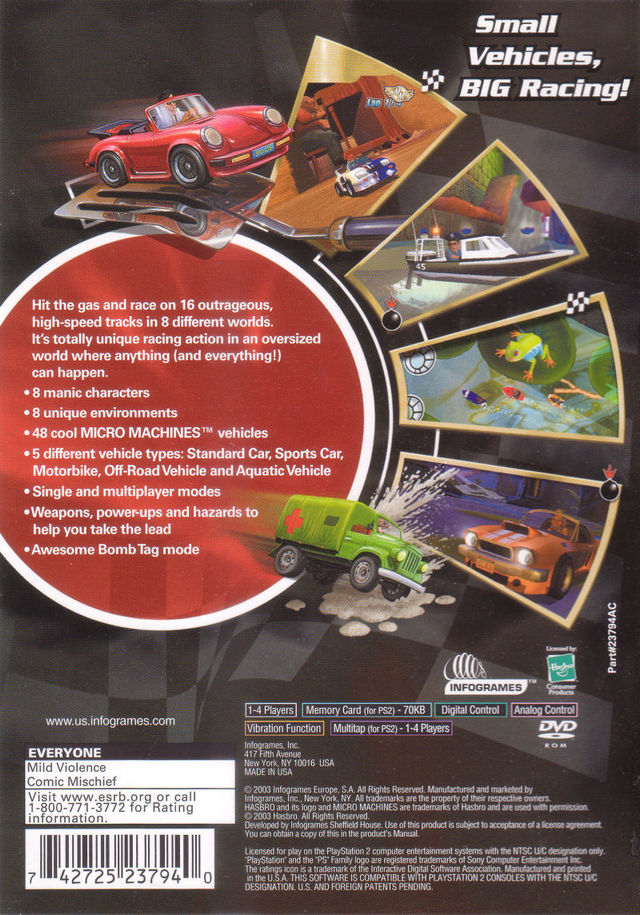 Small
Vehicles,
BIG Racing!
Lap 1/4
45
Hit the gas and race on 16 outrageous,
high-speed tracks in 8 different worlds.
It's totally unique racing action in an oversized
world where anything (and everything!)
can happen.
• 8 manic characters
• 8 unique environments
• 48 cool MICRO MACHINES™ vehicles
• 5 different vehicle types: Standard Car, Sports Car,
Motorbike, Off-Road Vehicle and Aquatic Vehicle
• Single and multiplayer modes
• Weapons, power-ups and hazards to
help you take the lead
• Awesome Bomb Tag mode
Part#23794AC
INFOGRAMES™
Licensed by:
Hasbro
Consumer
Products
www.us.infogrames.com
1-4 Players
Memory Card (for PS2) - 70KB
Digital Control
Analog Control
Vibration Function
Multitap (for PS2) - 1-4 Players
DVD
ROM
EVERYONE
Mild Violence
Comic Mischief
Visit www.esrb.org or call
1-800-771-3772 for Rating
information.
7 42725 23794 0
Infogrames, Inc.
417 Fifth Avenue
New York, NY 10016 USA
MADE IN USA
© 2003 Infogrames Europe, S.A. All Rights Reserved. Manufactured and marketed by
Infogrames, Inc., New York, NY. All trademarks are the property of their respective owners.
HASBRO and its logo and MICRO MACHINES are trademarks of Hasbro and are used with permission.
© 2003 Hasbro. All Rights Reserved.
Developed by Infogrames Sheffield House. Use of this product is subject to acceptance of a license agreement.
You can obtain a copy of this in the product's Manual.
Licensed for play on the PlayStation 2 computer entertainment systems with the NTSC U/C designation only.
"PlayStation" and the "PS" Family logo are registered trademarks of Sony Computer Entertainment Inc.
The ratings icon is a trademark of the Interactive Digital Software Association. Manufactured and printed
in the U.S.A. THIS SOFTWARE IS COMPATIBLE WITH PLAYSTATION 2 CONSOLES WITH THE NTSC U/C
DESIGNATION. U.S. AND FOREIGN PATENTS PENDING.